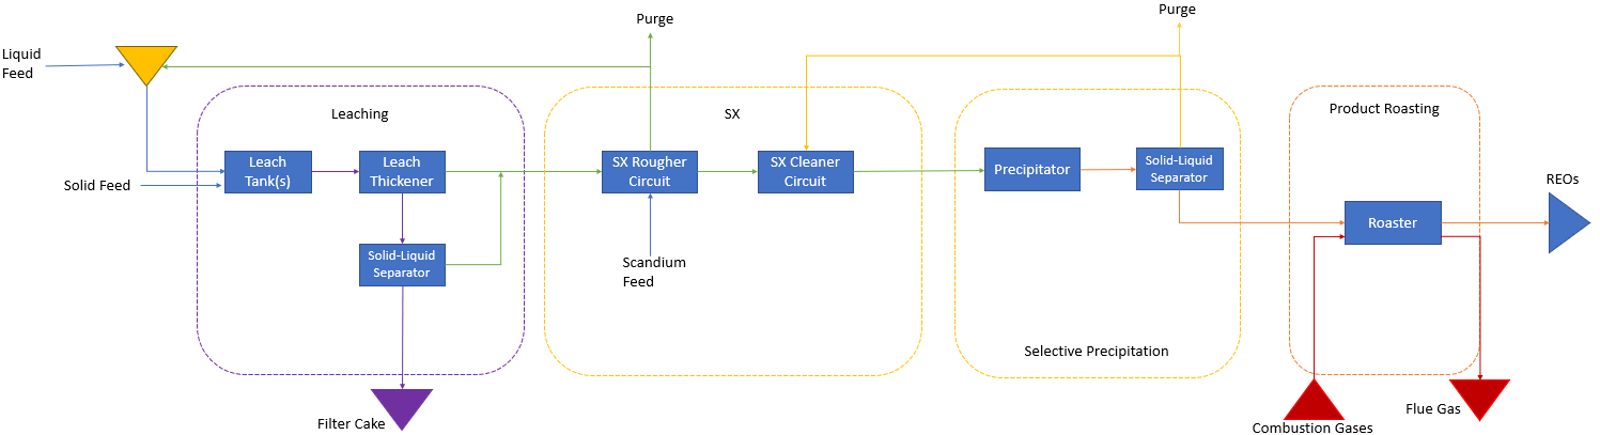 Purge
Purge
Liquid
Feed
Leaching
SX
Product Roasting
Leach
Tank(s)
Leach
Thickener
SX Rougher
Circuit
SX Cleaner
Circuit
Precipitator
Solid-Liquid
Separator
Solid Feed
REOs
Roaster
Solid-Liquid
Separator
Scandium
Feed
Selective Precipitation
Filter Cake
Flue Gas
Combustion Gases